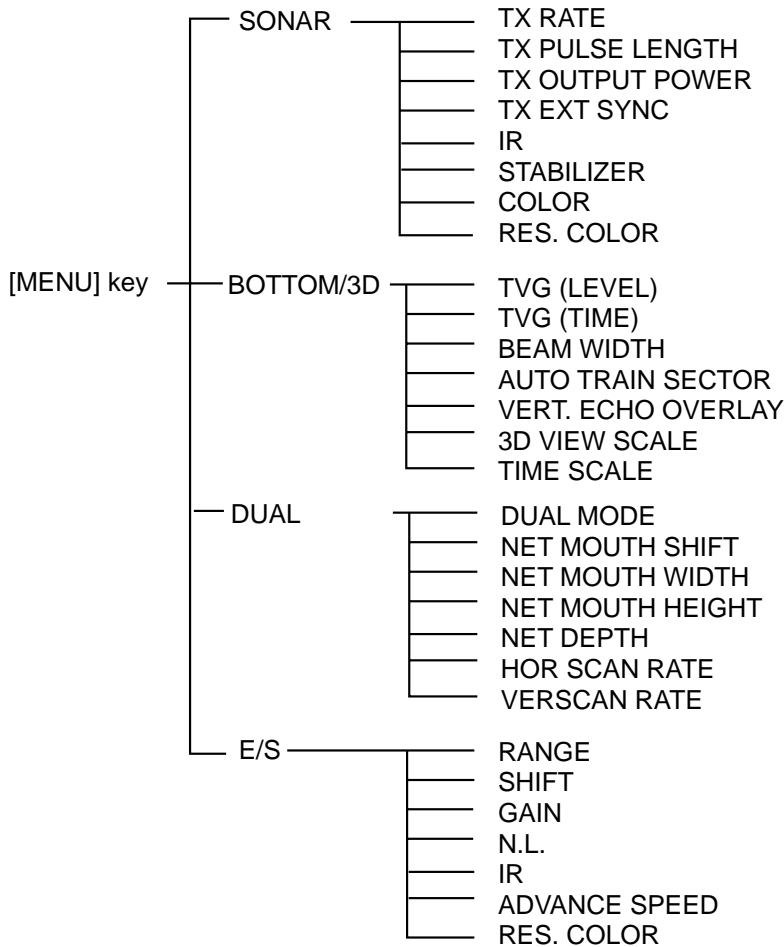 SONAR
TX RATE
TX PULSE LENGTH
TX OUTPUT POWER
TX EXT SYNC
IR
STABILIZER
COLOR
RES. COLOR
[MENU] key
BOTTOM/3D
TVG (LEVEL)
TVG (TIME)
BEAM WIDTH
AUTO TRAIN SECTOR
VERT. ECHO OVERLAY
3D VIEW SCALE
TIME SCALE
DUAL
DUAL MODE
NET MOUTH SHIFT
NET MOUTH WIDTH
NET MOUTH HEIGHT
NET DEPTH
HOR SCAN RATE
VERSCAN RATE
E/S
RANGE
SHIFT
GAIN
N.L.
IR
ADVANCE SPEED
RES. COLOR